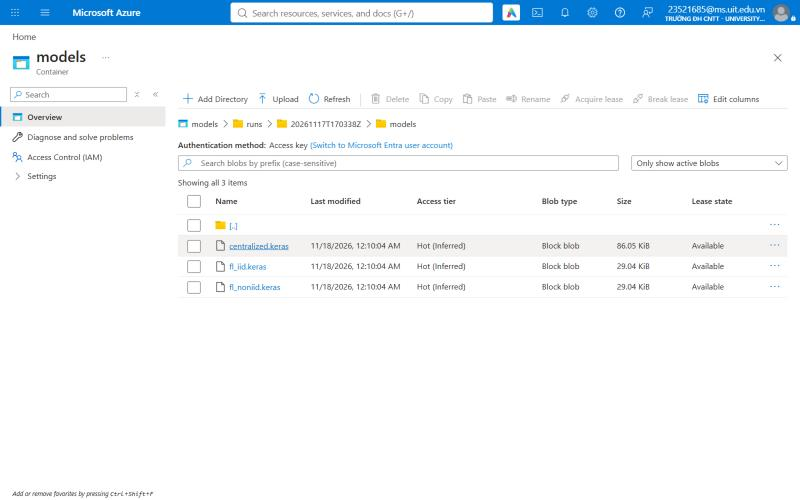 Microsoft Azure
Search resources, services, and docs (G+/)
23521685@ms.uit.edu.vn
TRƯỜNG ĐH CNTT - UNIVERSITY...
Home
models ...
Container
Search
Overview
Diagnose and solve problems
Access Control (IAM)
Settings
Add Directory Upload Refresh Delete Copy Paste Rename Acquire lease Break lease Edit columns
models > runs > 20261117T170338Z > models
Authentication method: Access key (Switch to Microsoft Entra user account)
Search blobs by prefix (case-sensitive)
Only show active blobs
Showing all 3 items
Name Last modified Access tier Blob type Size Lease state
[..] ...
centralized.keras 11/18/2026, 12:10:04 AM Hot (Inferred) Block blob 86.05 KiB Available ...
fl_iid.keras 11/18/2026, 12:10:04 AM Hot (Inferred) Block blob 29.04 KiB Available ...
fl_noniid.keras 11/18/2026, 12:10:04 AM Hot (Inferred) Block blob 29.04 KiB Available ...
Add or remove favorites by pressing Ctrl+Shift+F